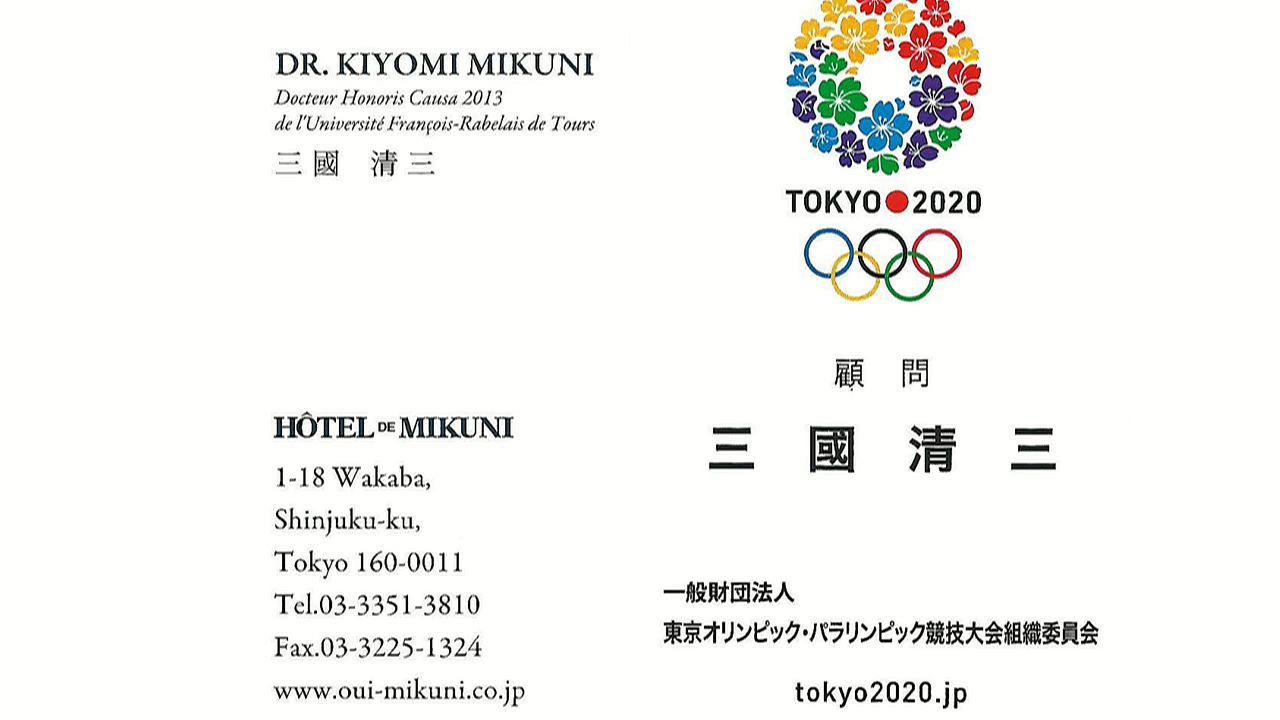 DR. KIYOMI MIKUNI
Docteur Honoris Causa 2013
de l'Université François-Rabelais de Tours
三國 清三
HÔTEL DE MIKUNI
1-18 Wakaba,
Shinjuku-ku,
Tokyo 160-0011
Tel.03-3351-3810
Fax.03-3225-1324
www.oui-mikuni.co.jp
TOKYO 2020
顧問
三國清三
一般財団法人
東京オリンピック・パラリンピック競技大会組織委員会
tokyo2020.jp